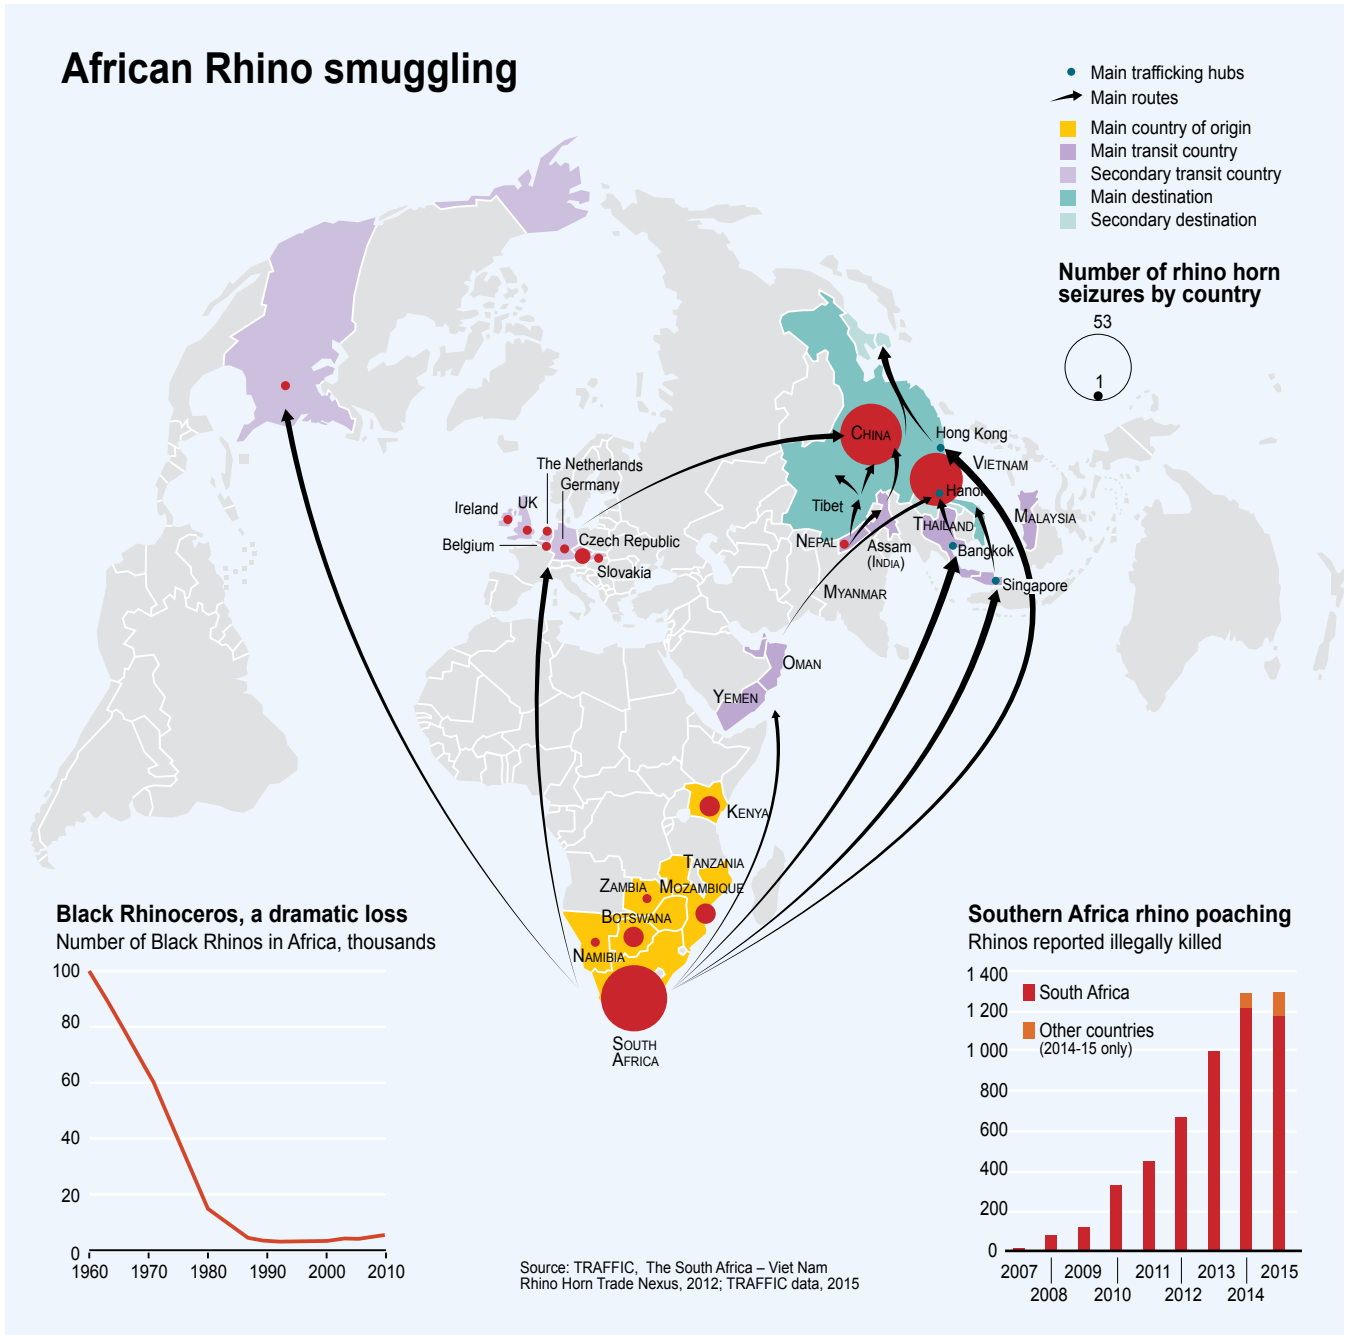 African Rhino smuggling
Main trafficking hubs
Main routes
Main country of origin
Main transit country
Secondary transit country
Main destination
Secondary destination
Number of rhino horn
seizures by country
53
1
CHINA
Hong Kong
VIETNAM
Hanoi
The Netherlands
Germany
Ireland
UK
Belgium
Czech Republic
Slovakia
Tibet
NEPAL
Assam
(INDIA)
THAILAND
MALAYSIA
Bangkok
Singapore
MYANMAR
OMAN
YEMEN
KENYA
TANZANIA
ZAMBIA
MOZAMBIQUE
BOTSWANA
NAMIBIA
SOUTH
AFRICA
Black Rhinoceros, a dramatic loss
Number of Black Rhinos in Africa, thousands
100
80
60
40
20
0
1960 1970 1980 1990 2000 2010
Southern Africa rhino poaching
Rhinos reported illegally killed
1 400
1 200
1 000
800
600
400
200
0
South Africa
Other countries
(2014-15 only)
2007 2009 2011 2013 2015
2008 2010 2012 2014
Source: TRAFFIC, The South Africa – Viet Nam
Rhino Horn Trade Nexus, 2012; TRAFFIC data, 2015